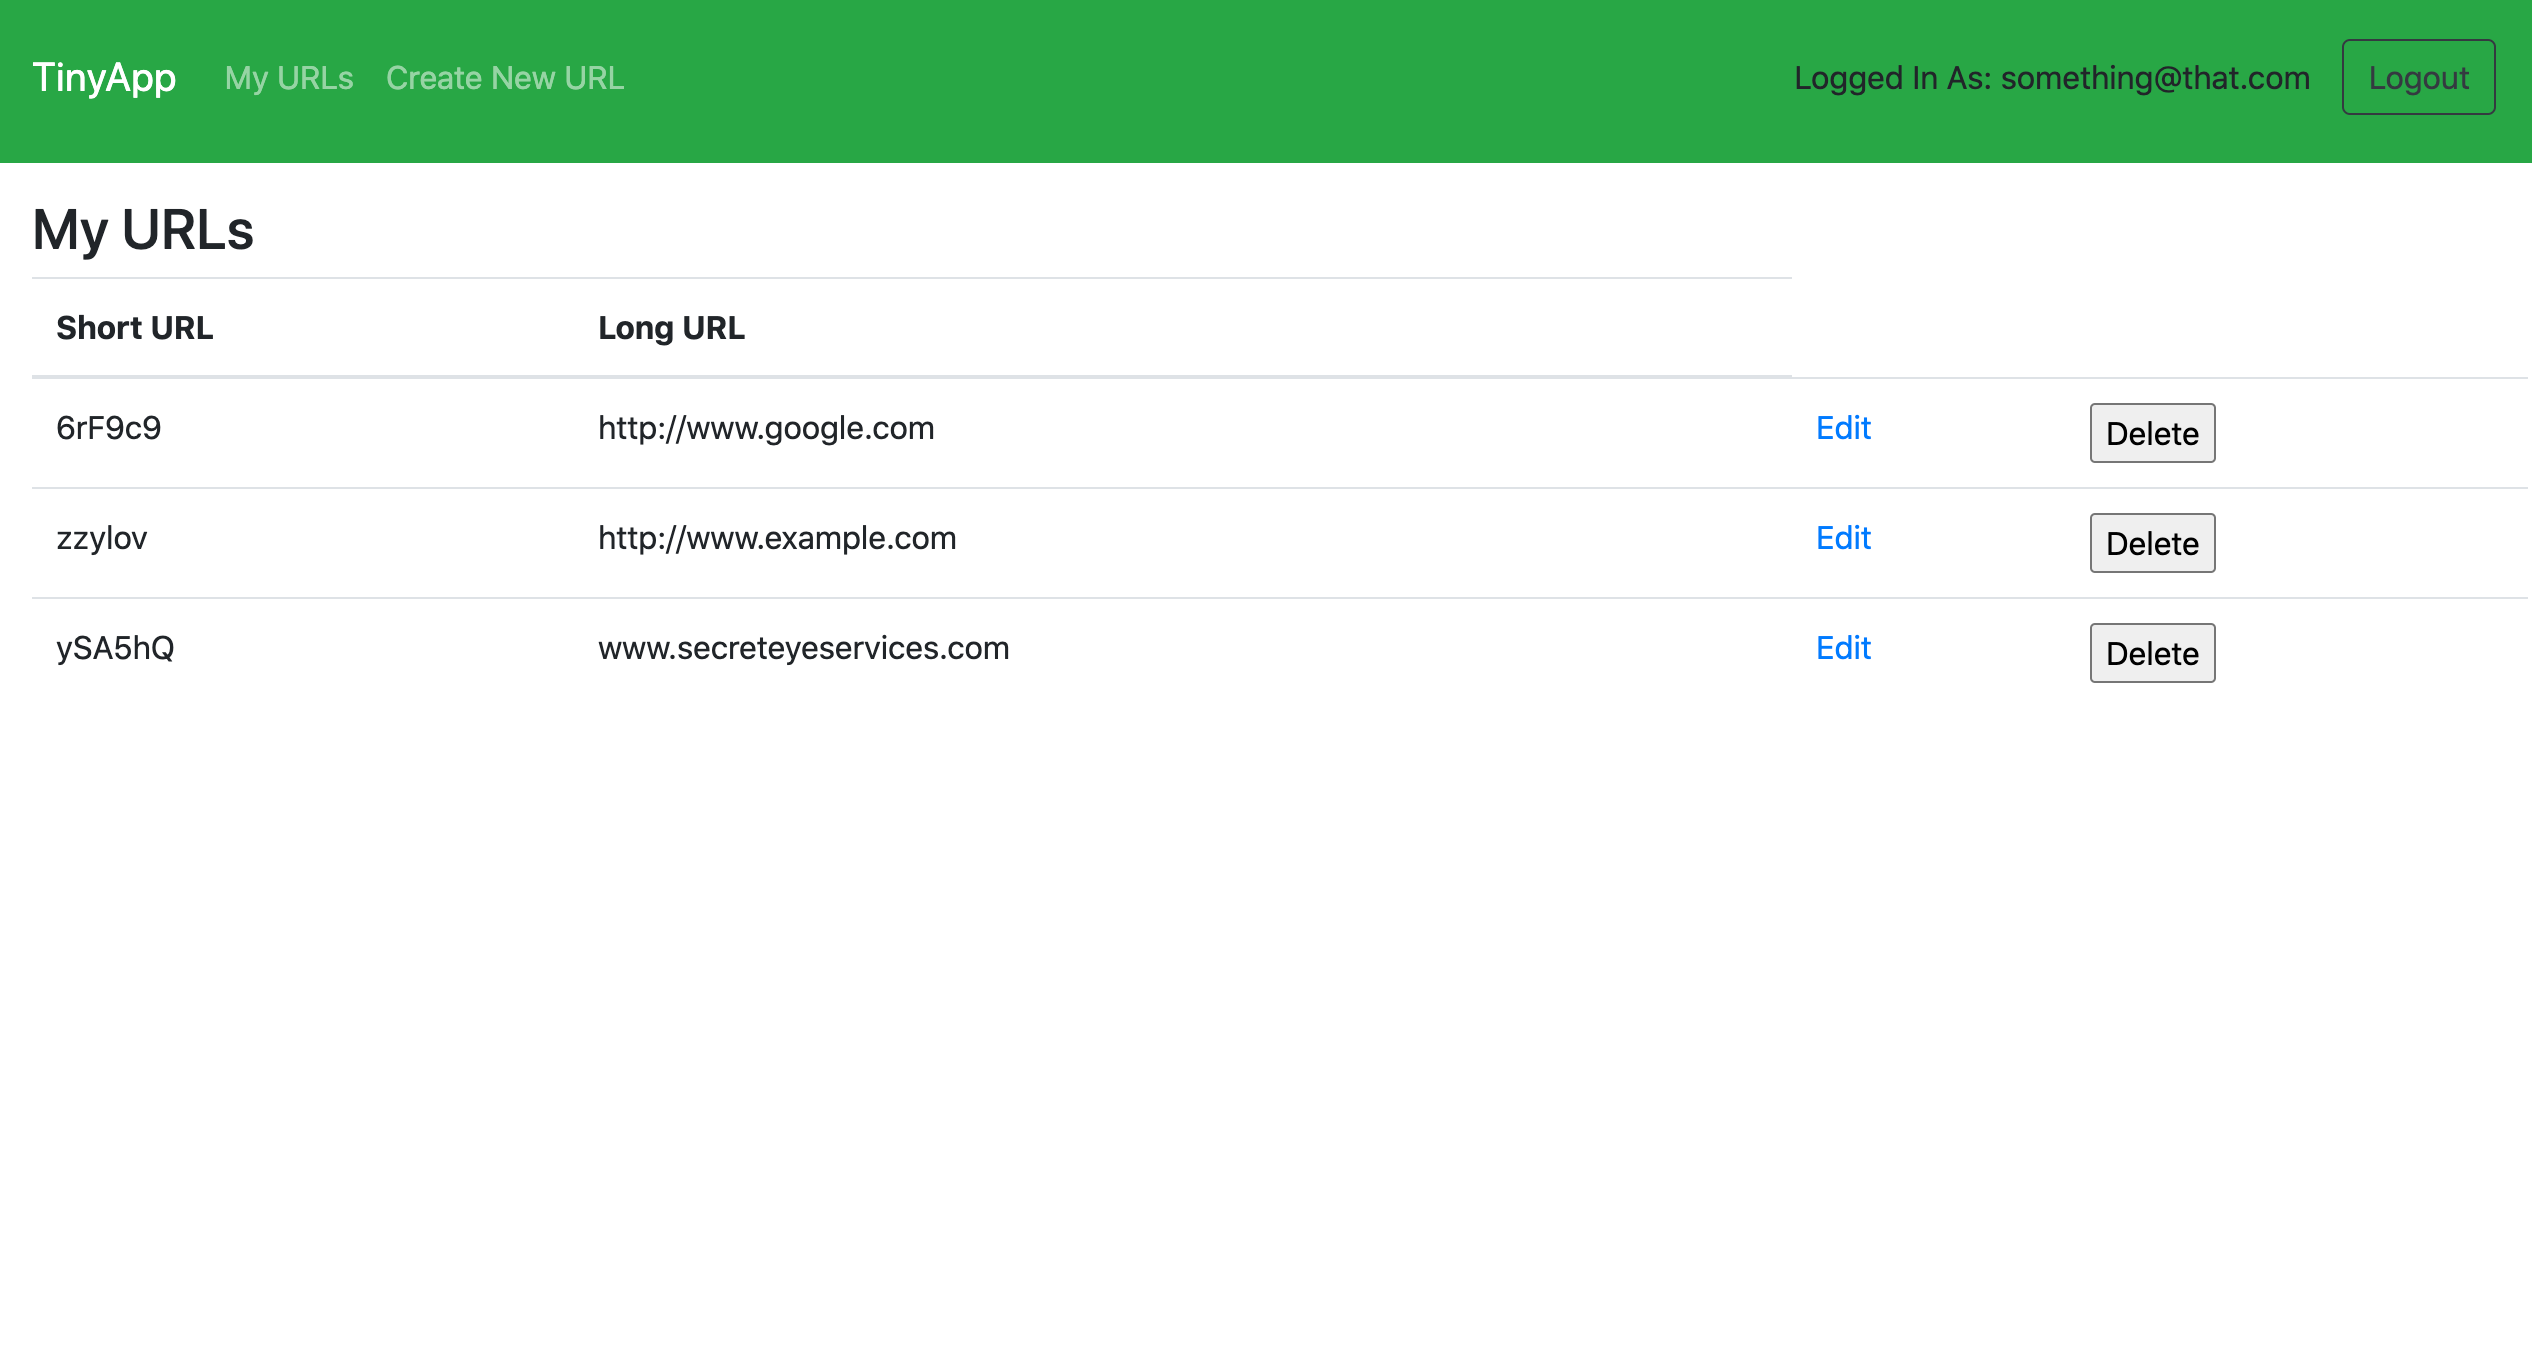 TinyApp My URLs Create New URL Logged In As: something@that.com Logout
My URLs
Short URL Long URL
6rF9c9 http://www.google.com Edit Delete
zzylov http://www.example.com Edit Delete
ySA5hQ www.secreteyeservices.com Edit Delete